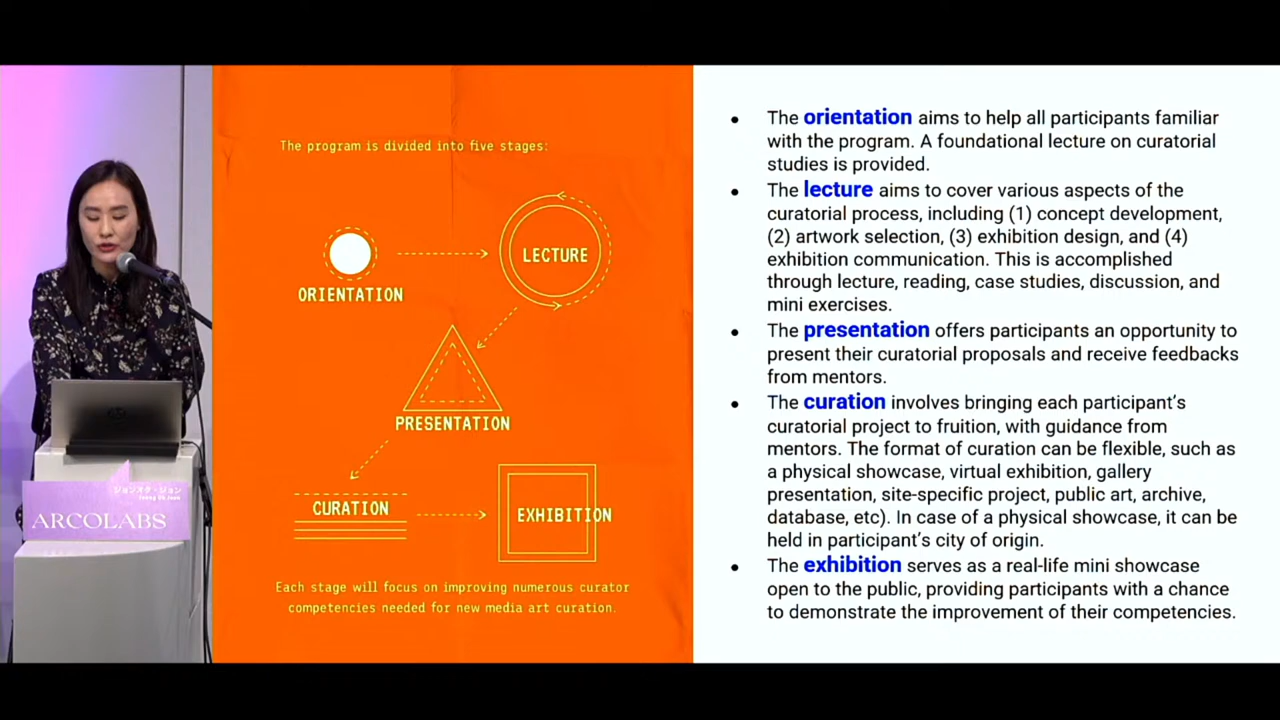 The program is divided into five stages:
ORIENTATION
LECTURE
PRESENTATION
CURATION
EXHIBITION
Each stage will focus on improving numerous curator
competencies needed for new media art curation.
• The orientation aims to help all participants familiar
with the program. A foundational lecture on curatorial
studies is provided.
• The lecture aims to cover various aspects of the
curatorial process, including (1) concept development,
(2) artwork selection, (3) exhibition design, and (4)
exhibition communication. This is accomplished
through lecture, reading, case studies, discussion, and
mini exercises.
• The presentation offers participants an opportunity to
present their curatorial proposals and receive feedbacks
from mentors.
• The curation involves bringing each participant's
curatorial project to fruition, with guidance from
mentors. The format of curation can be flexible, such as
a physical showcase, virtual exhibition, gallery
presentation, site-specific project, public art, archive,
database, etc). In case of a physical showcase, it can be
held in participant's city of origin.
• The exhibition serves as a real-life mini showcase
open to the public, providing participants with a chance
to demonstrate the improvement of their competencies.
ジョンオク・ジョン
ARCOLABS